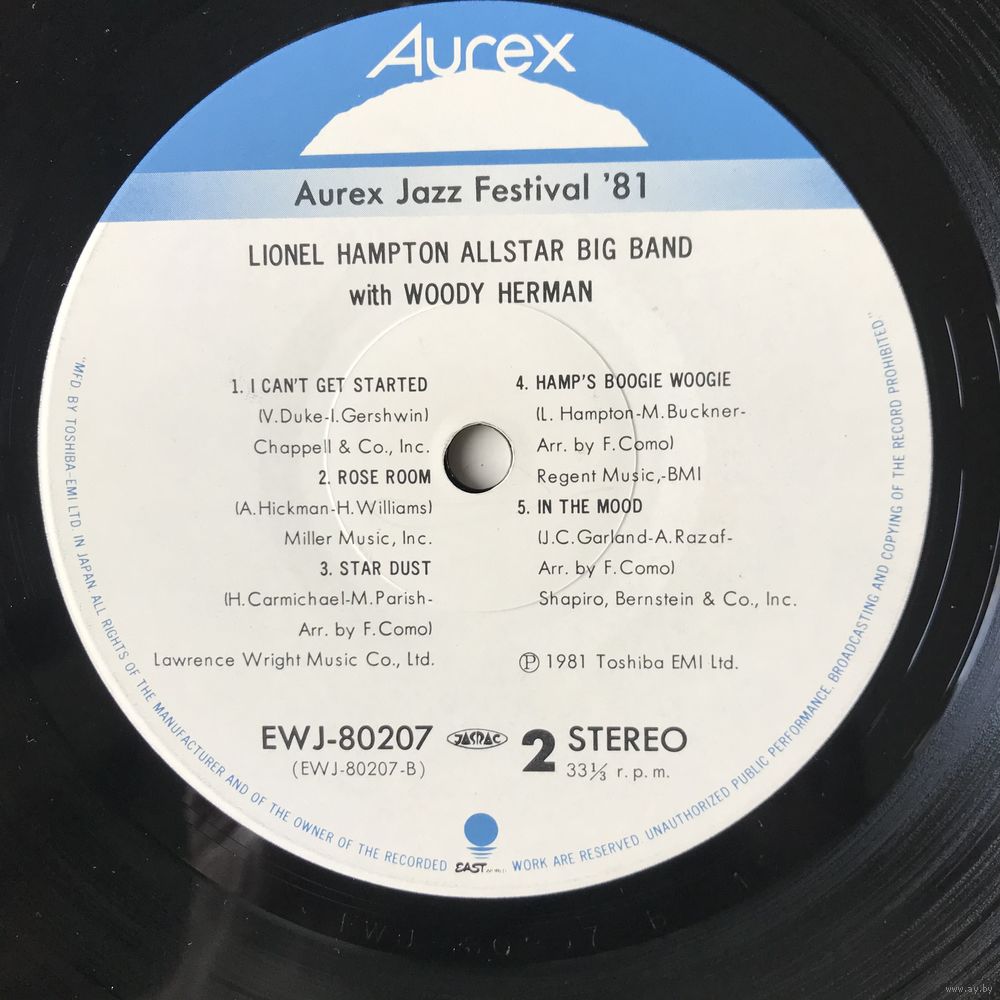 Aurex
Aurex Jazz Festival '81
LIONEL HAMPTON ALLSTAR BIG BAND
with WOODY HERMAN
1. I CAN'T GET STARTED
(V.Duke-I.Gershwin)
Chappell & Co., Inc.
2. ROSE ROOM
(A.Hickman-H.Williams)
Miller Music, Inc.
3. STAR DUST
(H.Carmichael-M.Parish-
Arr. by F.Como)
Lawrence Wright Music Co., Ltd.
4. HAMP'S BOOGIE WOOGIE
(L. Hampton-M.Buckner-
Arr. by F.Como)
Regent Music,-BMI
5. IN THE MOOD
(J.C.Garland-A.Razaf-
Arr. by F.Como)
Shapiro, Bernstein & Co., Inc.
Ⓟ 1981 Toshiba EMI Ltd.
EWJ-80207 JASRAC 2 STEREO
(EWJ-80207-B) 33⅓ r.p.m.
EAST
"MFD. BY TOSHIBA-EMI LTD. IN JAPAN ALL RIGHTS OF THE MANUFACTURER AND OF THE OWNER OF THE RECORDED WORK ARE RESERVED UNAUTHORIZED PUBLIC PERFORMANCE, BROADCASTING AND COPYING OF THE RECORD PROHIBITED."
www.ay.by